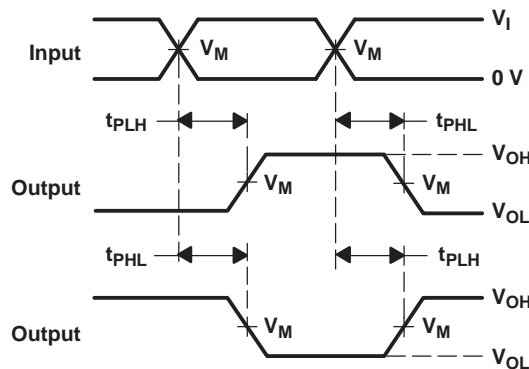 V_I
Input V_M V_M
0 V
t_PLH t_PHL
V_OH
Output V_M V_M
V_OL
t_PHL t_PLH
V_OH
V_M V_M
Output
V_OL